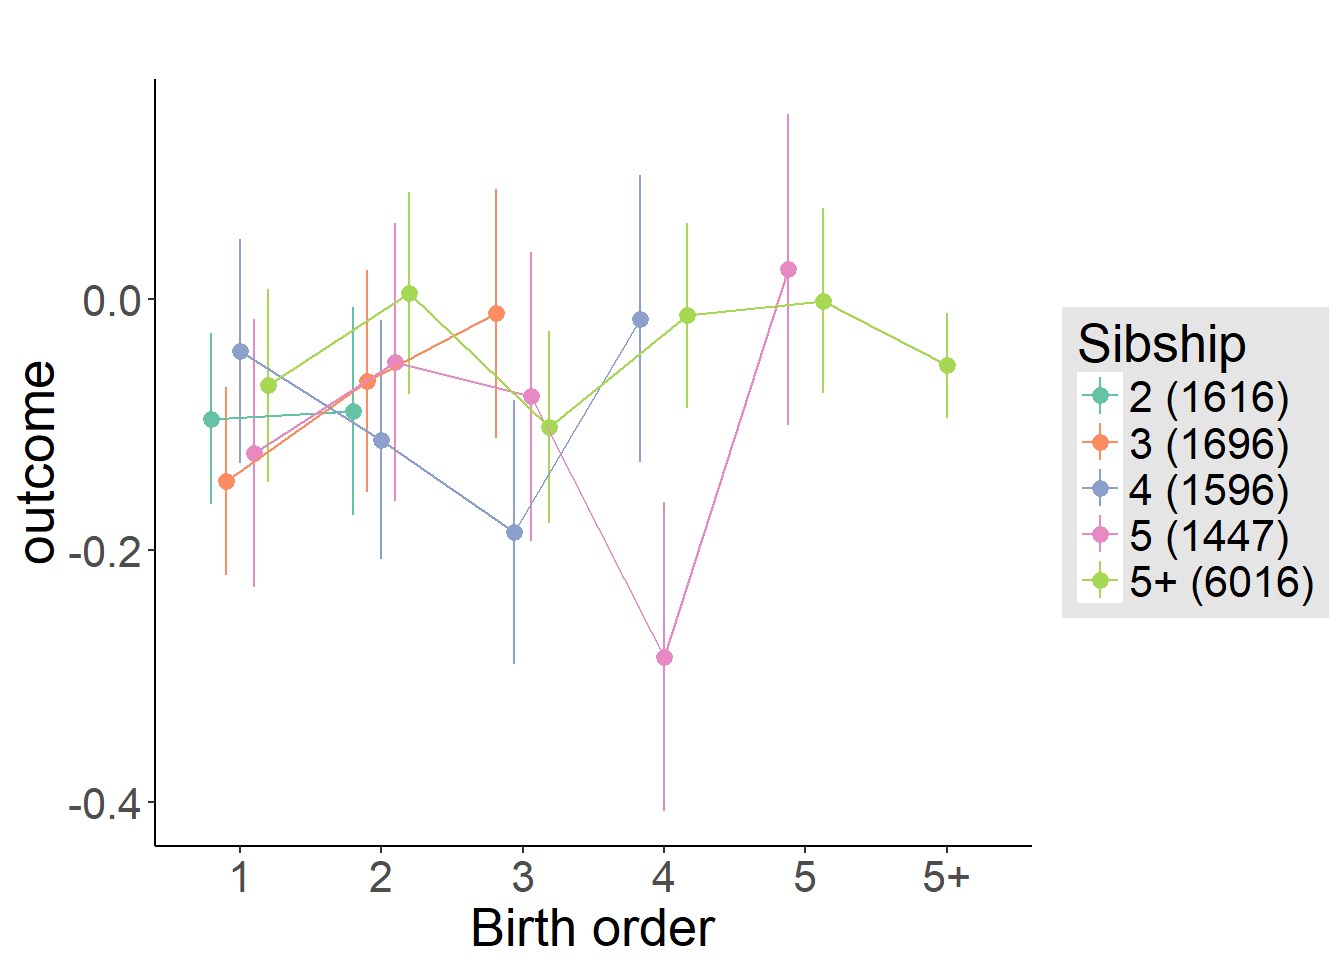 0.0
-0.2
-0.4
outcome
1 2 3 4 5 5+
Birth order
Sibship
2 (1616)
3 (1696)
4 (1596)
5 (1447)
5+ (6016)